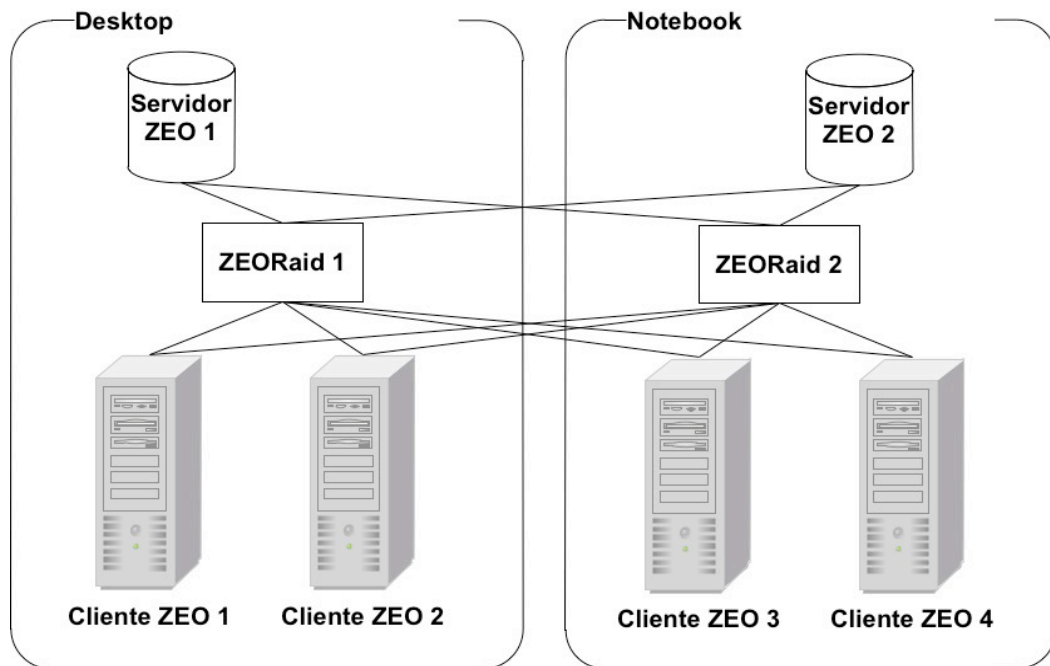 Desktop
Notebook
Servidor
ZEO 1
Servidor
ZEO 2
ZEORaid 1
ZEORaid 2
Cliente ZEO 1
Cliente ZEO 2
Cliente ZEO 3
Cliente ZEO 4